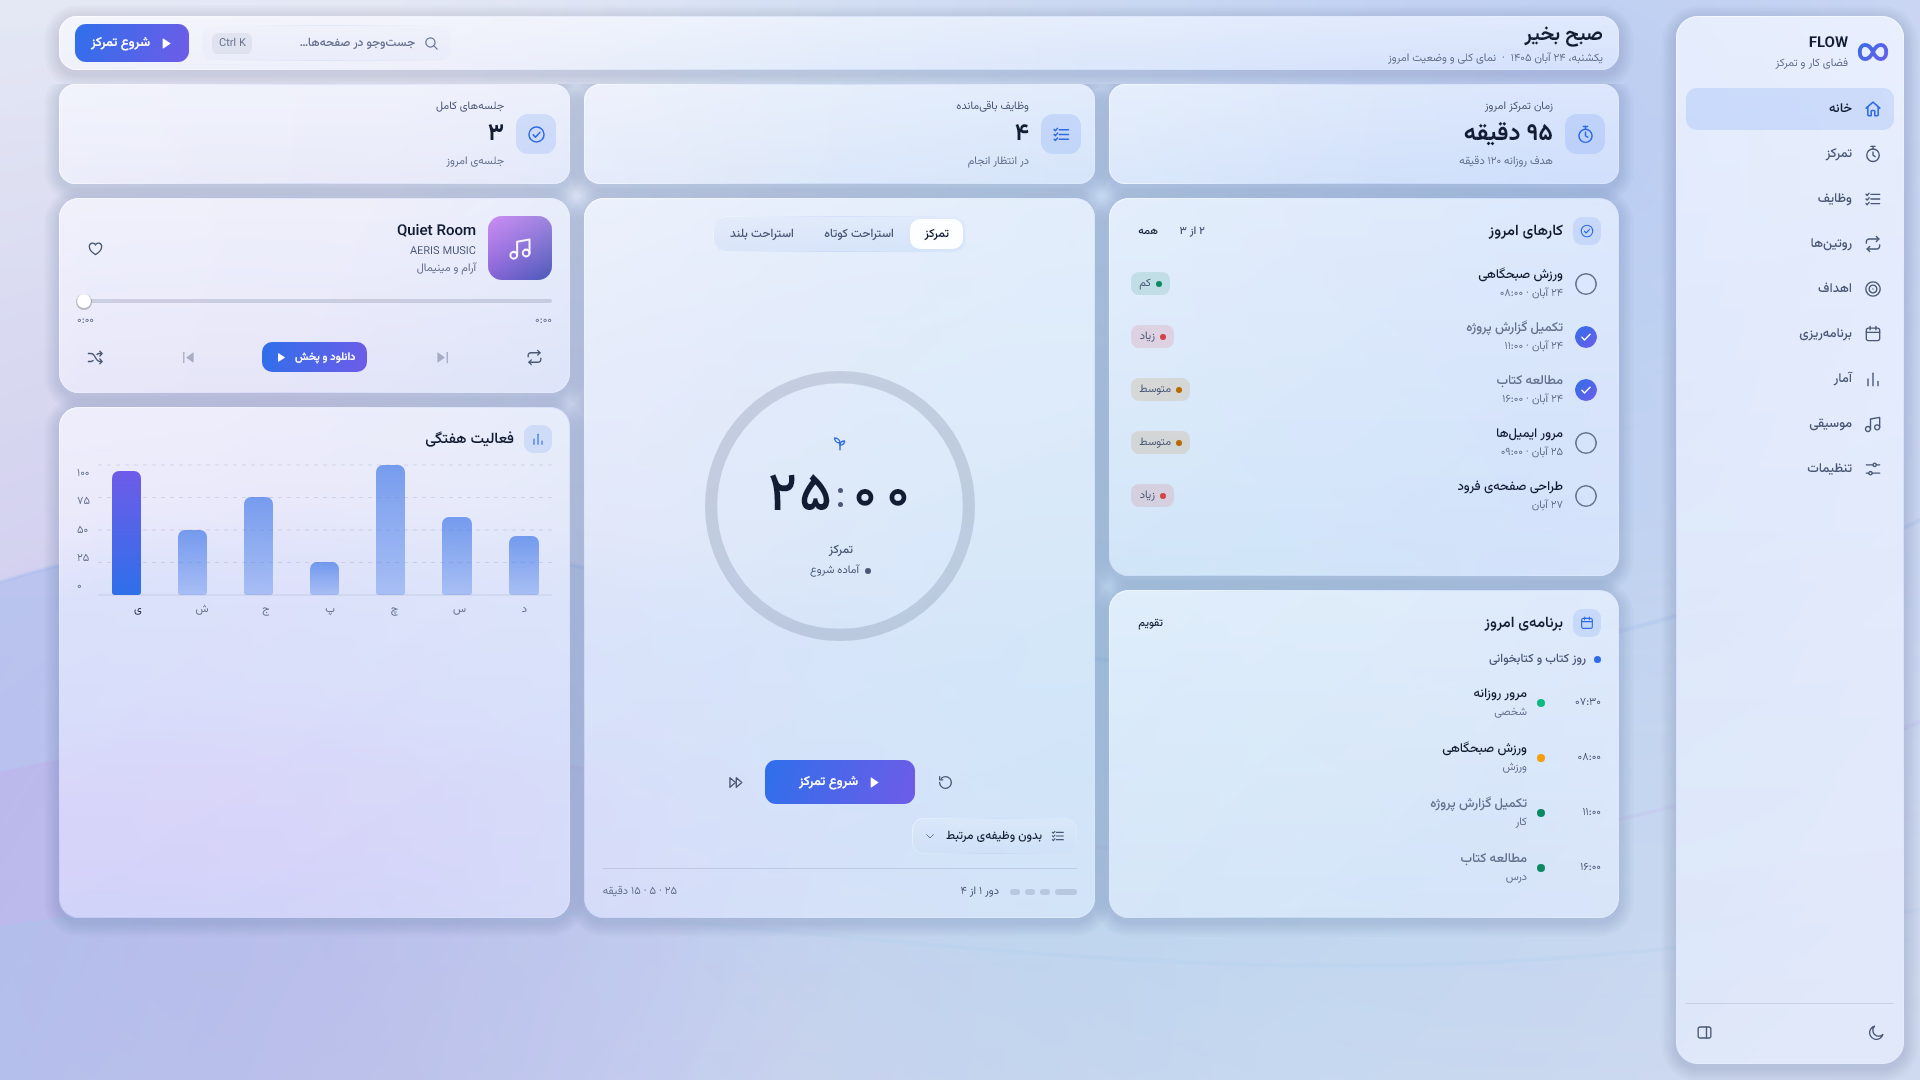 FLOW
فضای کار و تمرکز
خانه
تمرکز
وظایف
روتین‌ها
اهداف
برنامه‌ریزی
آمار
موسیقی
تنظیمات
صبح بخیر
یکشنبه، ۲۴ آبان ۱۴۰۵ · نمای کلی و وضعیت امروز
جست‌وجو در صفحه‌ها...
Ctrl K
شروع تمرکز
زمان تمرکز امروز
۹۵ دقیقه
هدف روزانه ۱۲۰ دقیقه
وظایف باقی‌مانده
۴
در انتظار انجام
جلسه‌های کامل
۳
جلسه‌ی امروز
کارهای امروز
۲ از ۳
همه
ورزش صبحگاهی
۲۴ آبان · ۰۸:۰۰
کم
تکمیل گزارش پروژه
۲۴ آبان · ۱۱:۰۰
زیاد
مطالعه کتاب
۲۴ آبان · ۱۶:۰۰
متوسط
مرور ایمیل‌ها
۲۵ آبان · ۰۹:۰۰
متوسط
طراحی صفحه‌ی فرود
۲۷ آبان
زیاد
برنامه‌ی امروز
تقویم
روز کتاب و کتابخوانی
۰۷:۳۰
مرور روزانه
شخصی
۰۸:۰۰
ورزش صبحگاهی
ورزش
۱۱:۰۰
تکمیل گزارش پروژه
کار
۱۶:۰۰
مطالعه کتاب
درس
تمرکز
استراحت کوتاه
استراحت بلند
۲۵:۰۰
تمرکز
آماده شروع
شروع تمرکز
بدون وظیفه‌ی مرتبط
دور ۱ از ۴
۲۵ · ۵ · ۱۵ دقیقه
Quiet Room
AERIS MUSIC
آرام و مینیمال
۰:۰۰
۰:۰۰
دانلود و پخش
فعالیت هفتگی
۱۰۰
۷۵
۵۰
۲۵
۰
د
س
چ
پ
ج
ش
ی